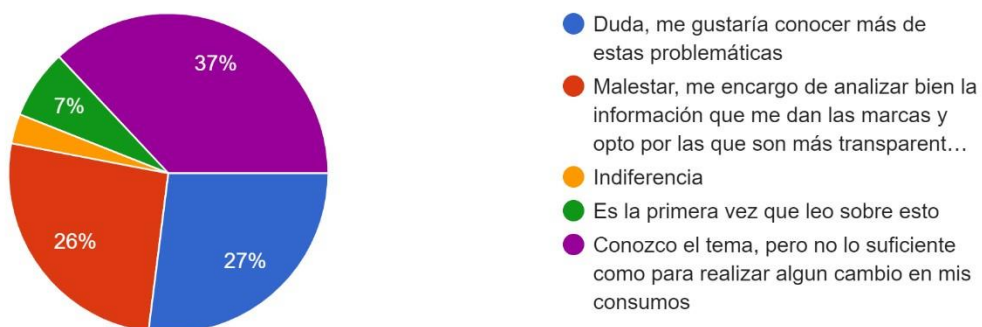 37%
7%
26%
27%
Duda, me gustaría conocer más de
estas problemáticas
Malestar, me encargo de analizar bien la
información que me dan las marcas y
opto por las que son más transparent...
Indiferencia
Es la primera vez que leo sobre esto
Conozco el tema, pero no lo suficiente
como para realizar algun cambio en mis
consumos